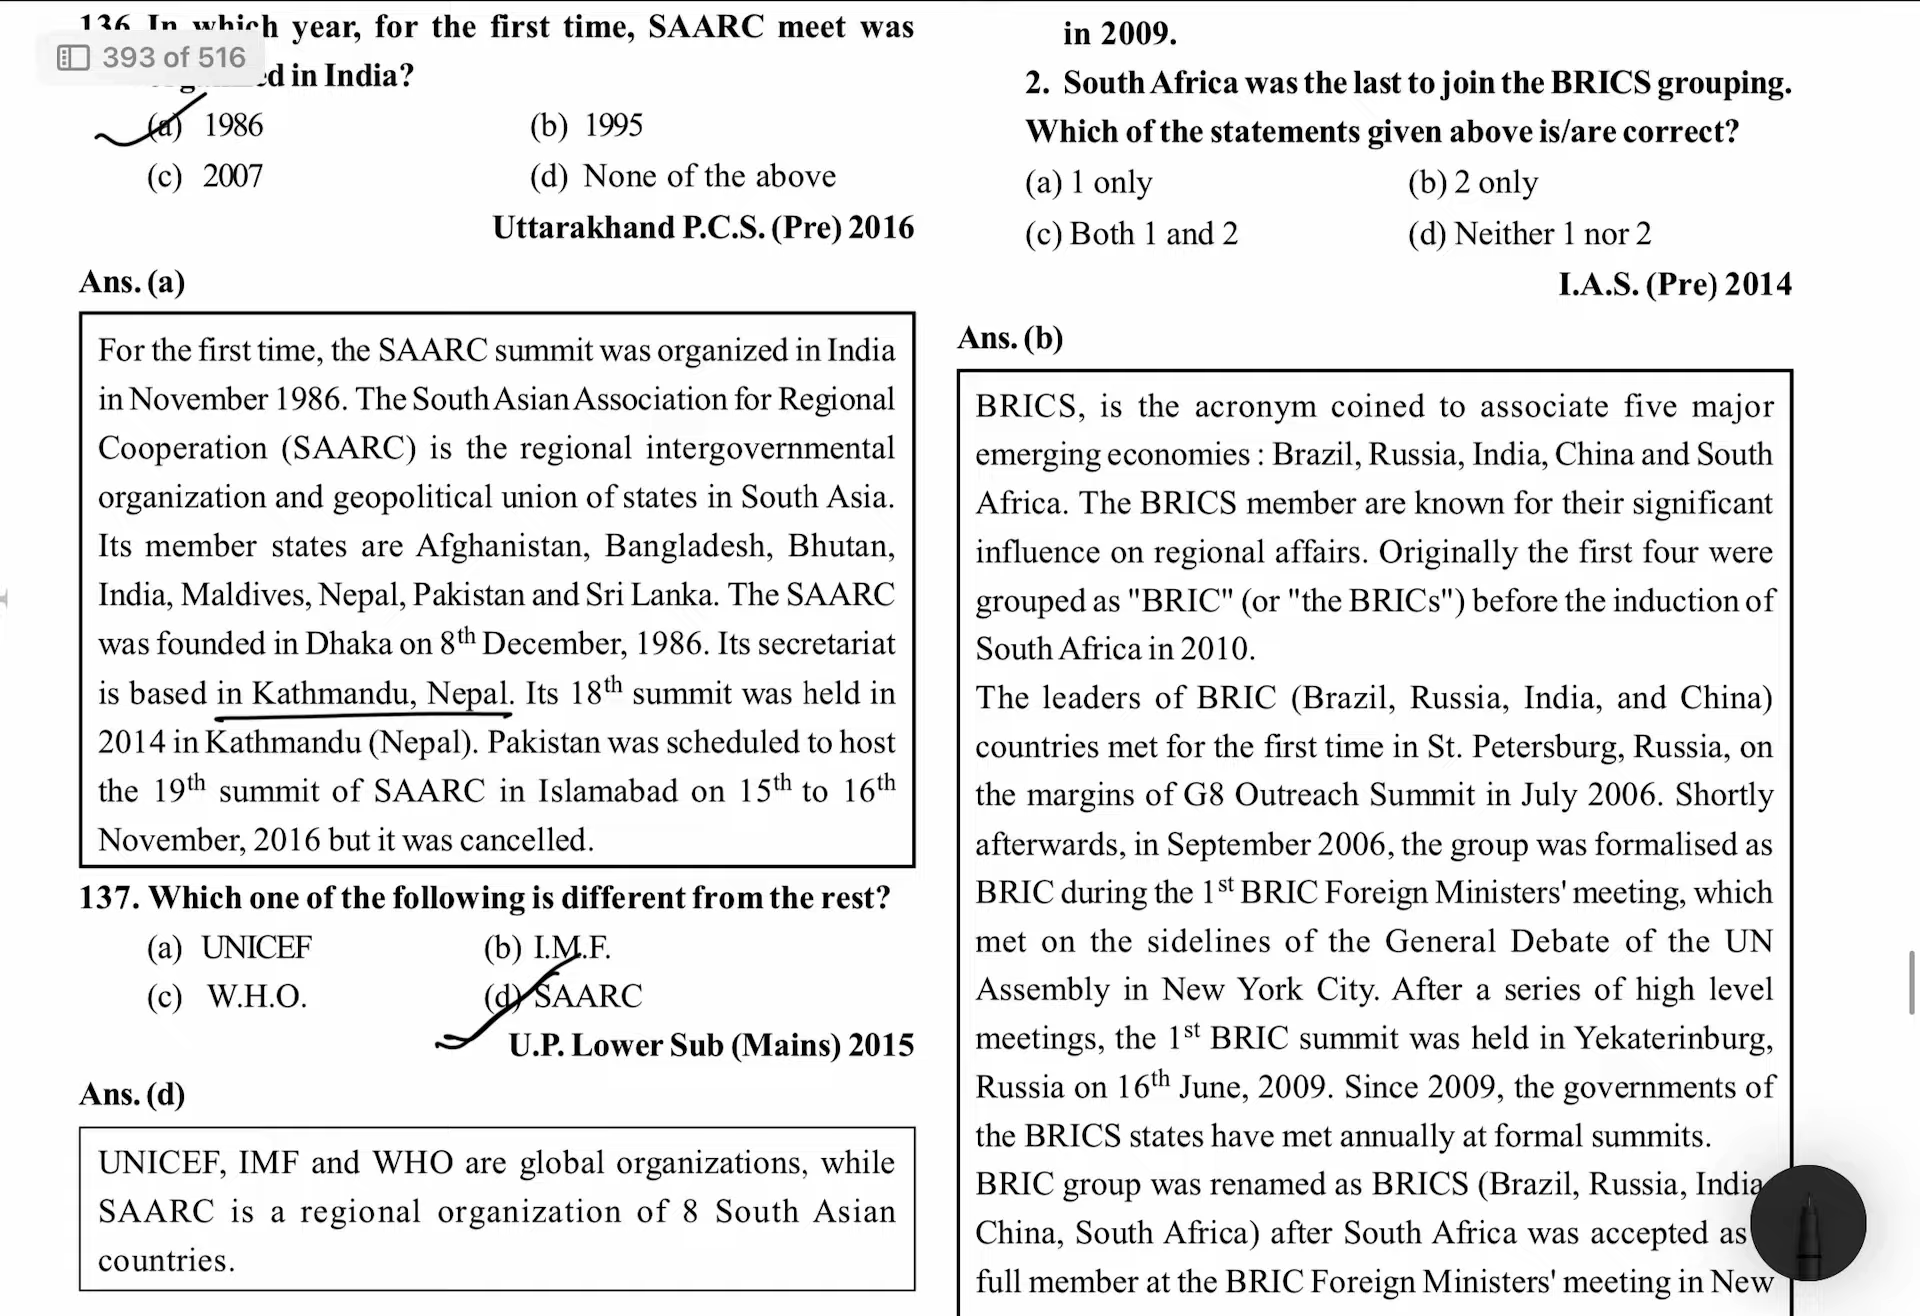 136. In which year, for the first time, SAARC meet was
393 of 516
ed in India?
(a) 1986 (b) 1995
(c) 2007 (d) None of the above
Uttarakhand P.C.S. (Pre) 2016
Ans. (a)
For the first time, the SAARC summit was organized in India
in November 1986. The South Asian Association for Regional
Cooperation (SAARC) is the regional intergovernmental
organization and geopolitical union of states in South Asia.
Its member states are Afghanistan, Bangladesh, Bhutan,
India, Maldives, Nepal, Pakistan and Sri Lanka. The SAARC
was founded in Dhaka on 8th December, 1986. Its secretariat
is based in Kathmandu, Nepal. Its 18th summit was held in
2014 in Kathmandu (Nepal). Pakistan was scheduled to host
the 19th summit of SAARC in Islamabad on 15th to 16th
November, 2016 but it was cancelled.
137. Which one of the following is different from the rest?
(a) UNICEF (b) I.M.F.
(c) W.H.O. (d) SAARC
U.P. Lower Sub (Mains) 2015
Ans. (d)
UNICEF, IMF and WHO are global organizations, while
SAARC is a regional organization of 8 South Asian
countries.
in 2009.
2. South Africa was the last to join the BRICS grouping.
Which of the statements given above is/are correct?
(a) 1 only (b) 2 only
(c) Both 1 and 2 (d) Neither 1 nor 2
I.A.S. (Pre) 2014
Ans. (b)
BRICS, is the acronym coined to associate five major
emerging economies : Brazil, Russia, India, China and South
Africa. The BRICS member are known for their significant
influence on regional affairs. Originally the first four were
grouped as "BRIC" (or "the BRICs") before the induction of
South Africa in 2010.
The leaders of BRIC (Brazil, Russia, India, and China)
countries met for the first time in St. Petersburg, Russia, on
the margins of G8 Outreach Summit in July 2006. Shortly
afterwards, in September 2006, the group was formalised as
BRIC during the 1st BRIC Foreign Ministers' meeting, which
met on the sidelines of the General Debate of the UN
Assembly in New York City. After a series of high level
meetings, the 1st BRIC summit was held in Yekaterinburg,
Russia on 16th June, 2009. Since 2009, the governments of
the BRICS states have met annually at formal summits.
BRIC group was renamed as BRICS (Brazil, Russia, India
China, South Africa) after South Africa was accepted as
full member at the BRIC Foreign Ministers' meeting in New